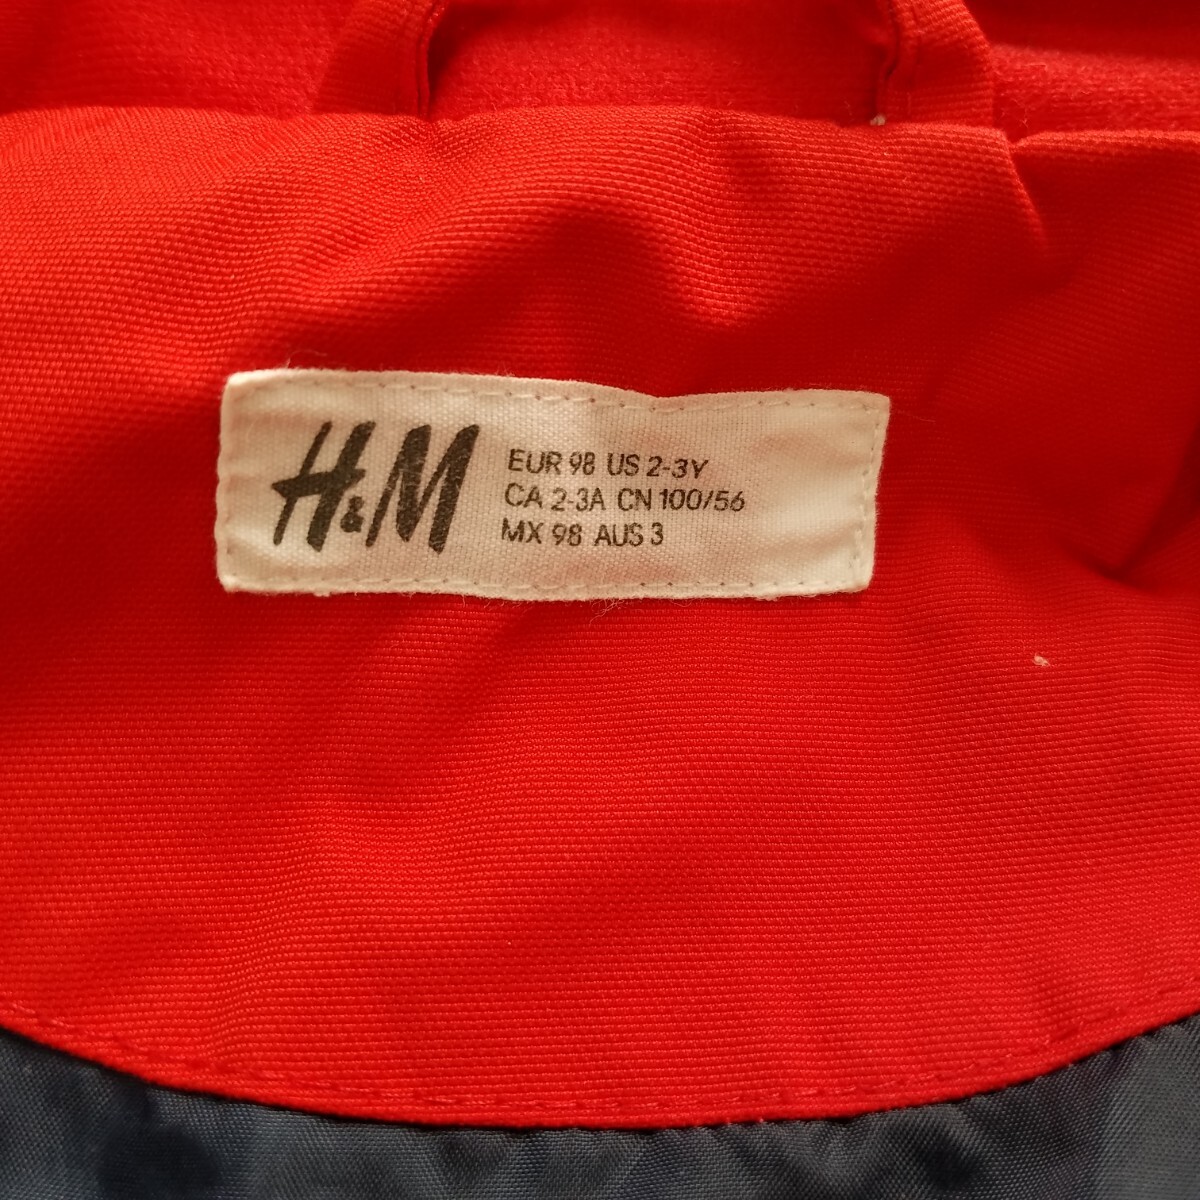 H&M
EUR 98 US 2-3Y
CA 2-3A CN 100/56
MX 98 AUS 3